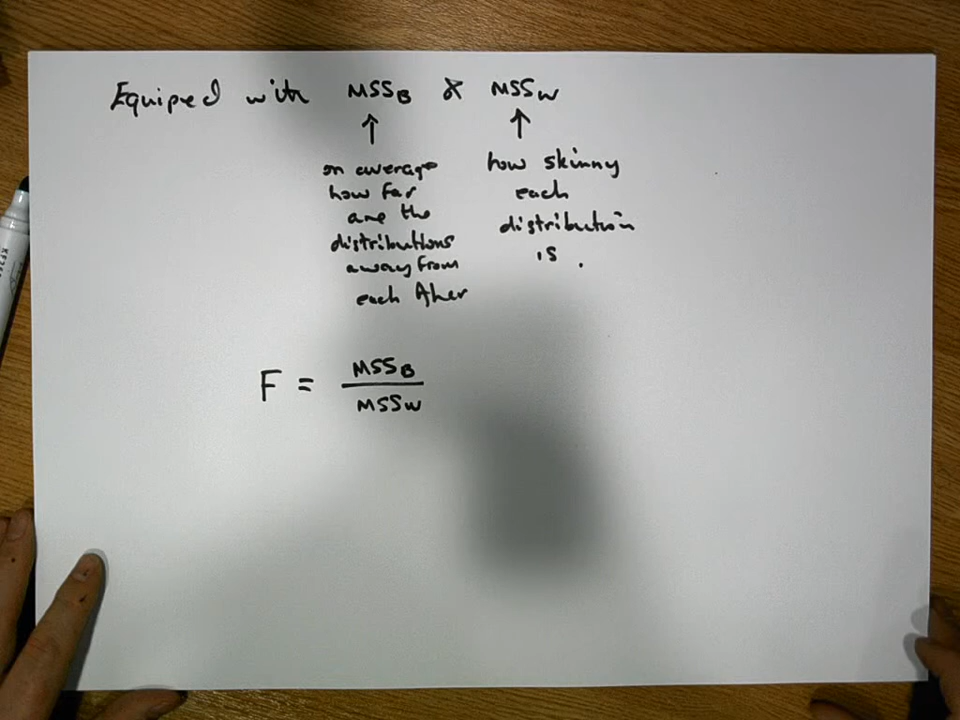 Equiped with MSSB & MSSW
on average
how far
are the
distributions
away from
each other
how skinny
each
distribution
is.
F = MSSB
MSSW